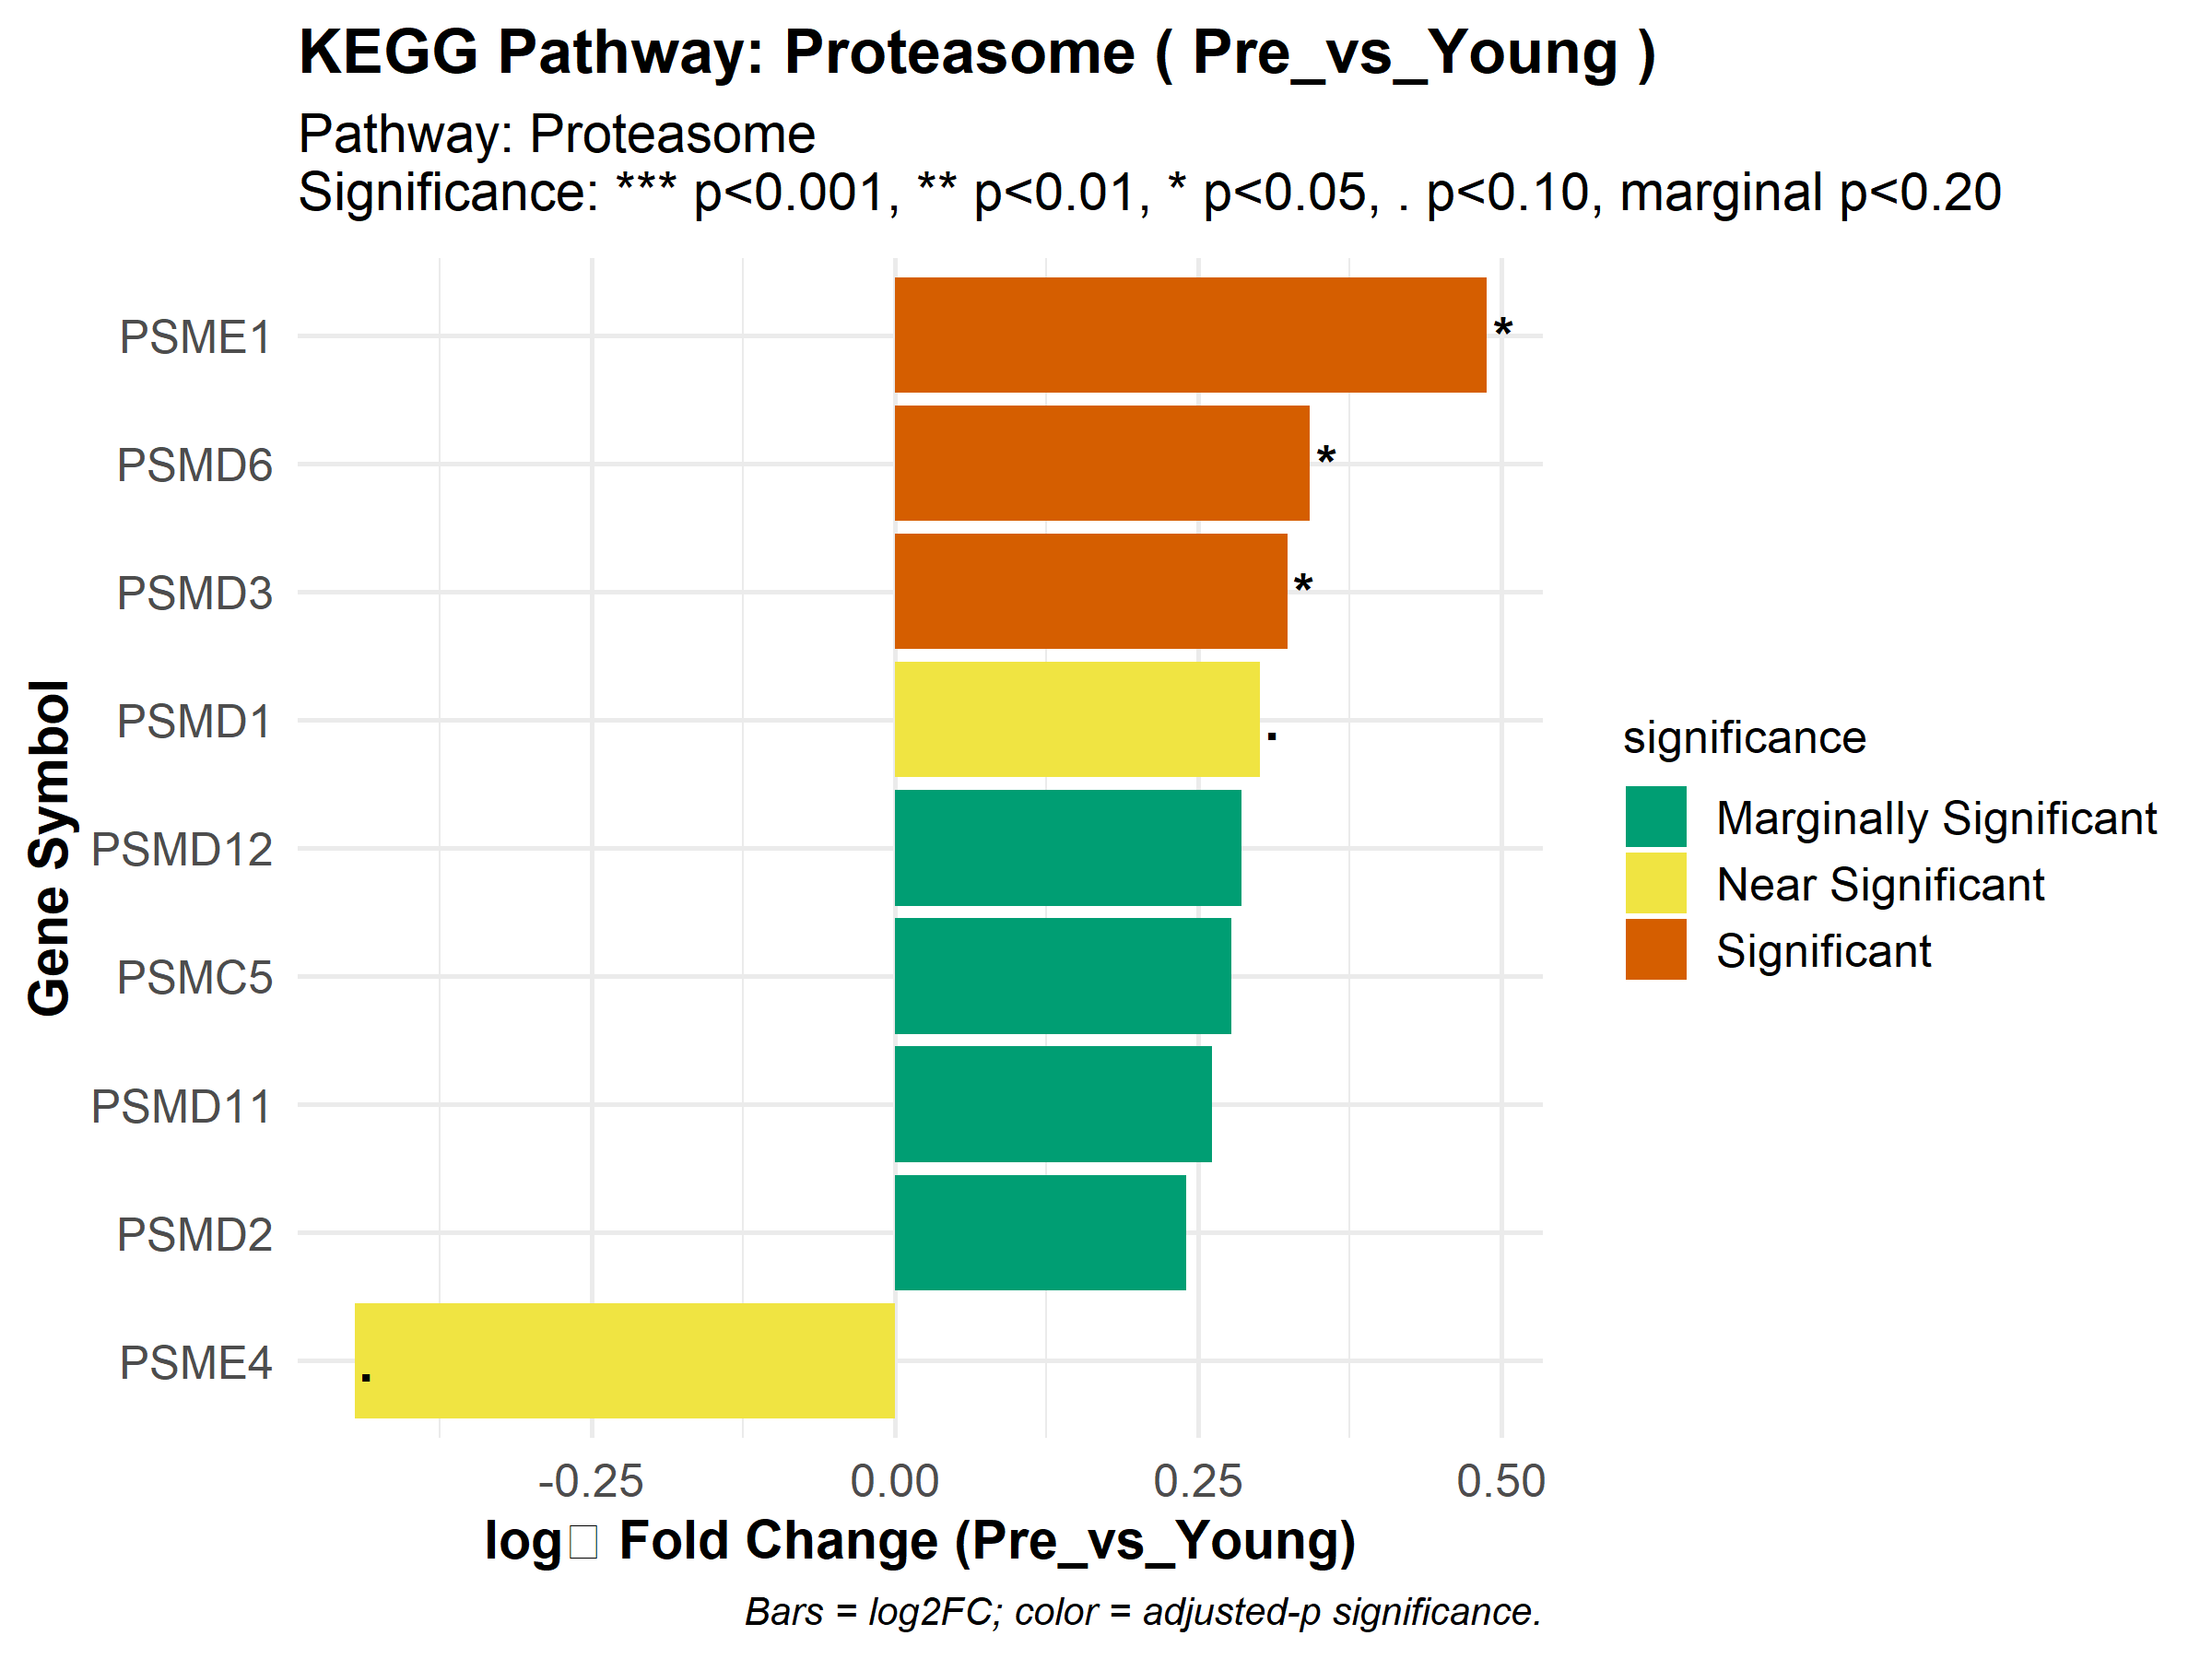 KEGG Pathway: Proteasome ( Pre_vs_Young )
Pathway: Proteasome
Significance: *** p<0.001, ** p<0.01, * p<0.05, . p<0.10, marginal p<0.20
Gene Symbol
PSME1
*
PSMD6
*
PSMD3
*
PSMD1
.
PSMD12
PSMC5
PSMD11
PSMD2
PSME4
.
significance
Marginally Significant
Near Significant
Significant
-0.25
0.00
0.25
0.50
log□ Fold Change (Pre_vs_Young)
Bars = log2FC; color = adjusted-p significance.